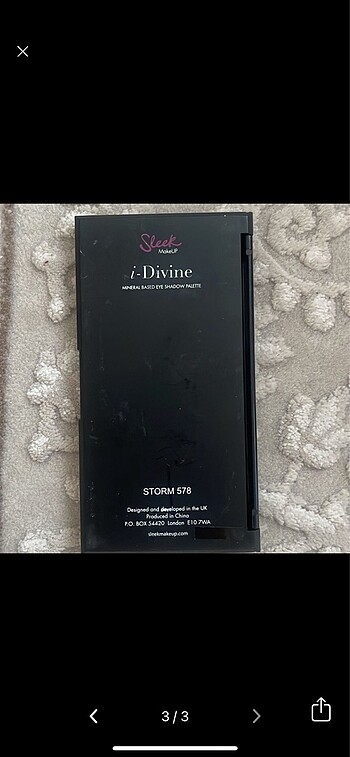 Sleek
MakeUP
i-Divine
MINERAL BASED EYE SHADOW PALETTE
STORM 578
Designed and developed in the UK
Produced in China
P.O. BOX 54420 London E10 7WA
sleekmakeup.com
3/3